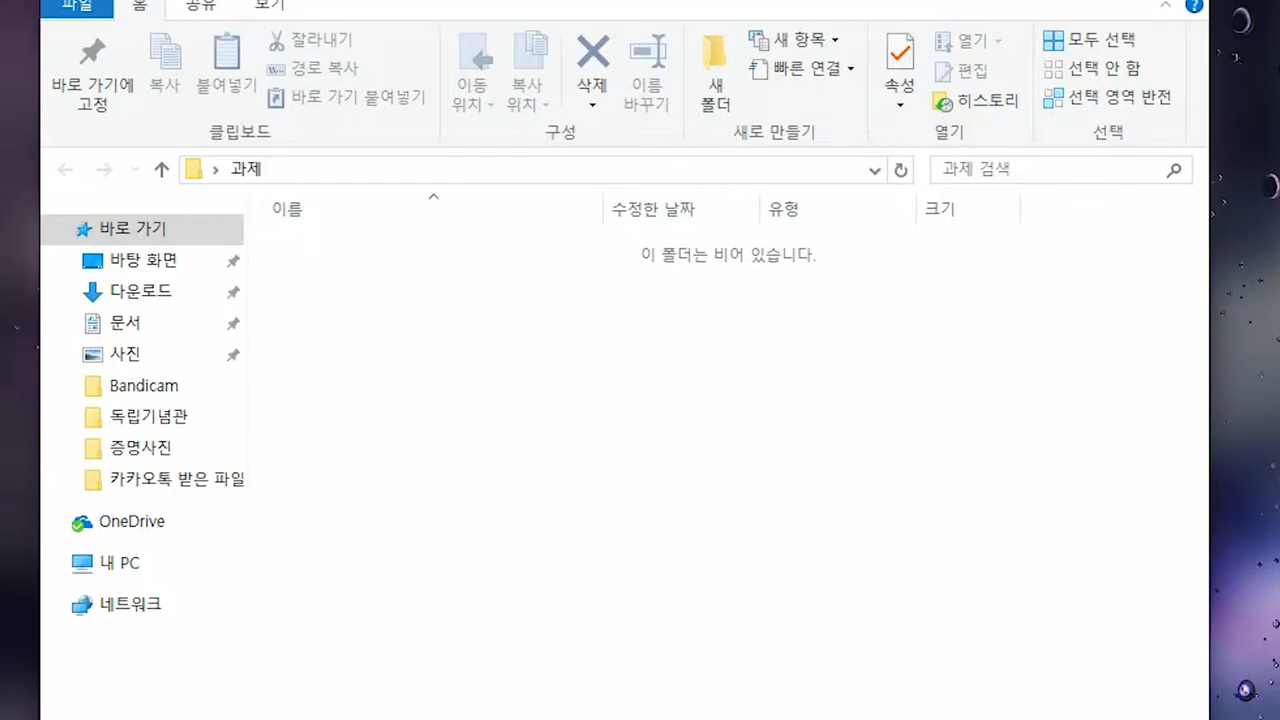 파일 홈 공유 보기
바로 가기에 고정
복사
붙여넣기
잘라내기
경로 복사
바로 가기 붙여넣기
클립보드
이동 위치
복사 위치
삭제
이름 바꾸기
구성
새 폴더
새 항목
빠른 연결
새로 만들기
속성
열기
편집
히스토리
열기
모두 선택
선택 안 함
선택 영역 반전
선택
과제
과제 검색
이름 수정한 날짜 유형 크기
이 폴더는 비어 있습니다.
바로 가기
바탕 화면
다운로드
문서
사진
Bandicam
독립기념관
증명사진
카카오톡 받은 파일
OneDrive
내 PC
네트워크